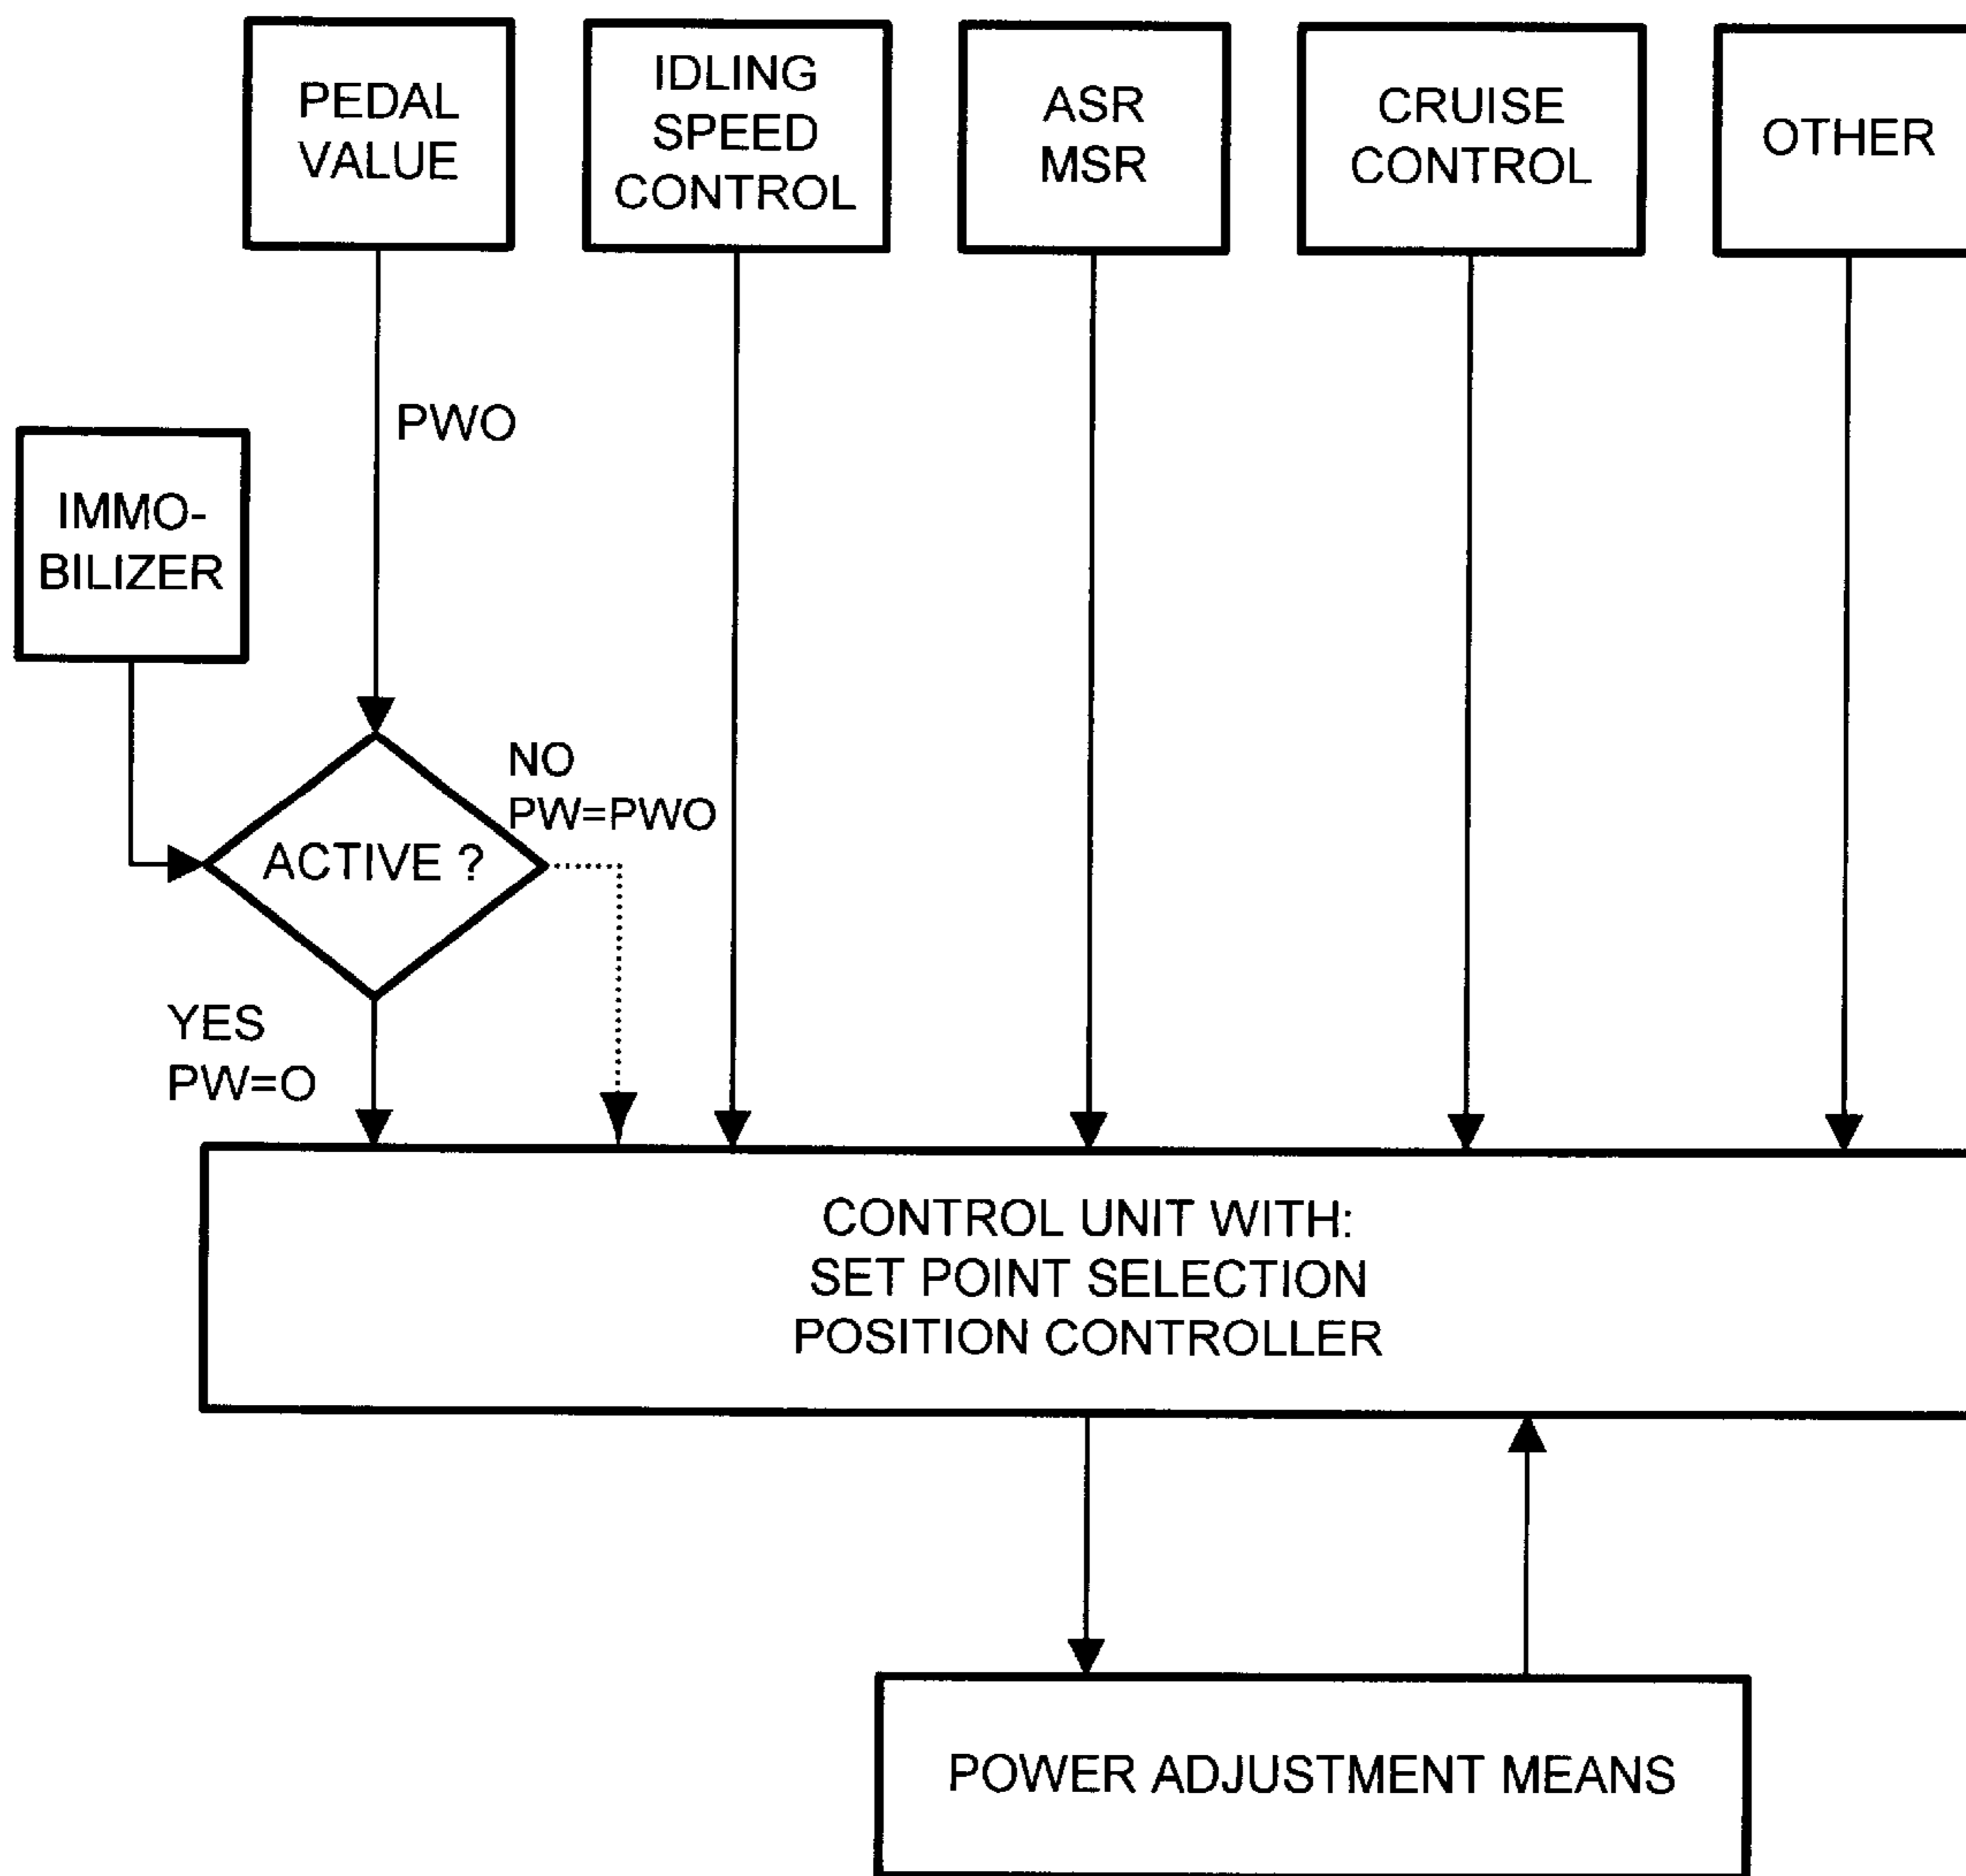 PEDAL
VALUE
IDLING
SPEED
CONTROL
ASR
MSR
CRUISE
CONTROL
OTHER
PWO
IMMO-
BILIZER
NO
PW=PWO
ACTIVE ?
YES
PW=O
CONTROL UNIT WITH:
SET POINT SELECTION
POSITION CONTROLLER
POWER ADJUSTMENT MEANS